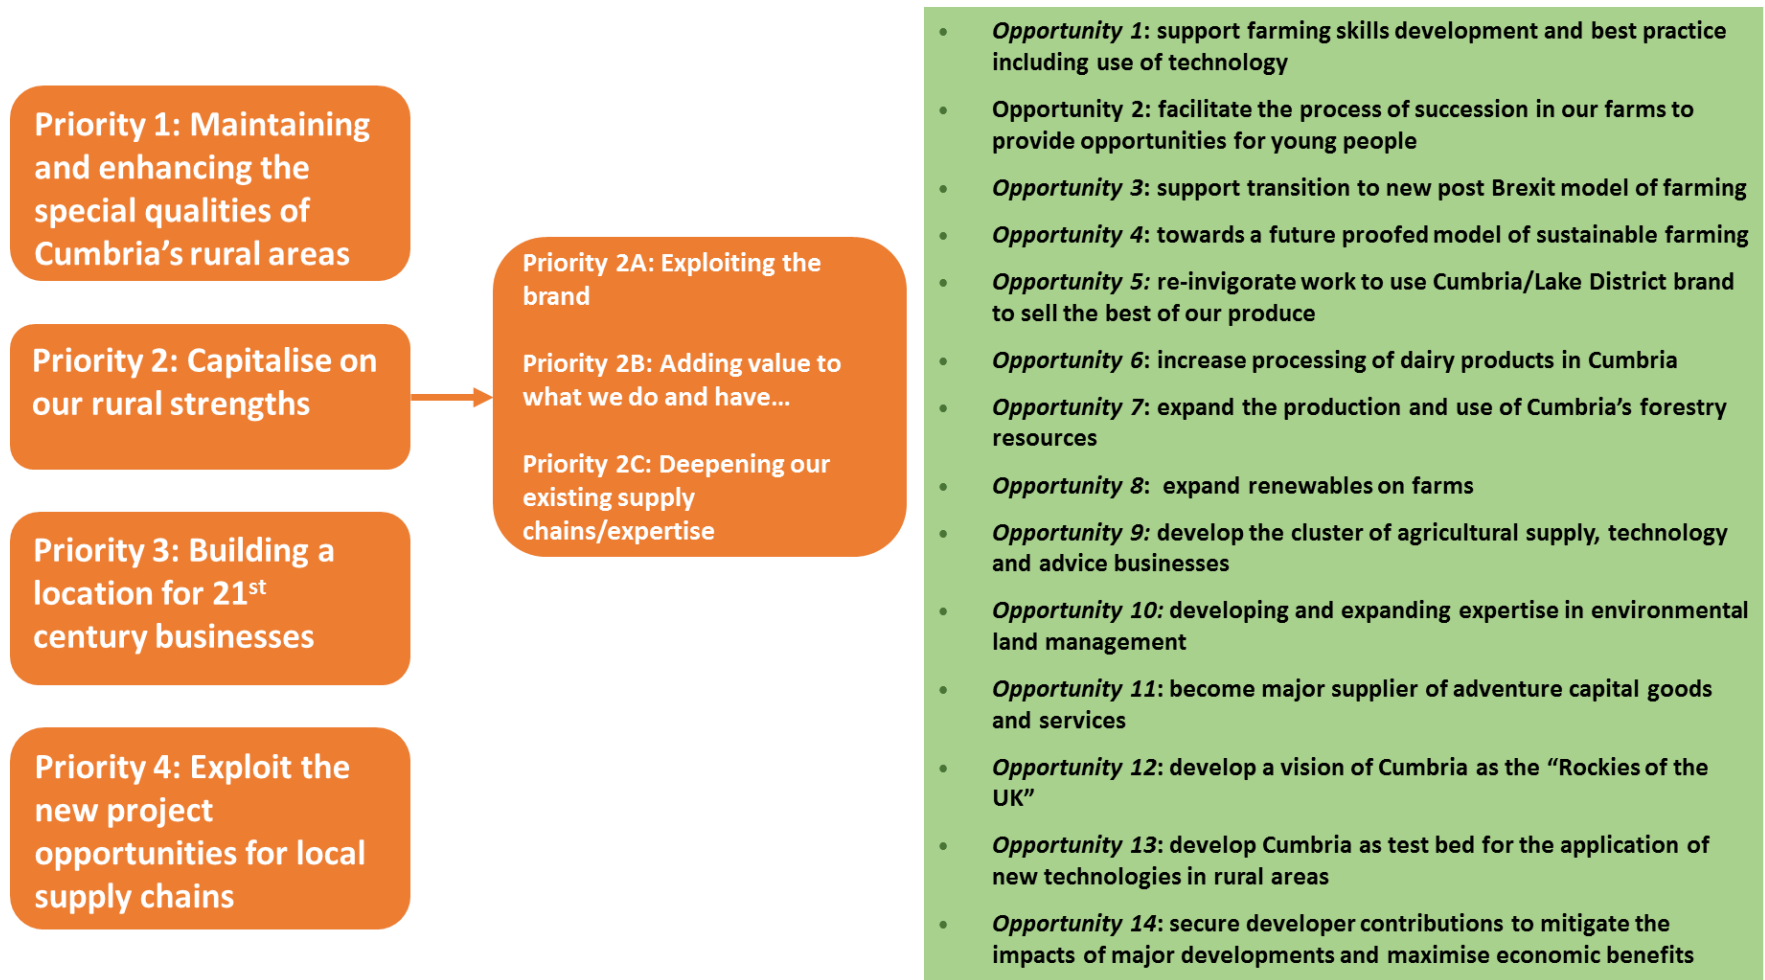 Priority 1: Maintaining
and enhancing the
special qualities of
Cumbria’s rural areas
Priority 2: Capitalise on
our rural strengths
Priority 3: Building a
location for 21st
century businesses
Priority 4: Exploit the
new project
opportunities for local
supply chains
Priority 2A: Exploiting the
brand
Priority 2B: Adding value to
what we do and have…
Priority 2C: Deepening our
existing supply
chains/expertise
• Opportunity 1: support farming skills development and best practice
including use of technology
• Opportunity 2: facilitate the process of succession in our farms to
provide opportunities for young people
• Opportunity 3: support transition to new post Brexit model of farming
• Opportunity 4: towards a future proofed model of sustainable farming
• Opportunity 5: re-invigorate work to use Cumbria/Lake District brand
to sell the best of our produce
• Opportunity 6: increase processing of dairy products in Cumbria
• Opportunity 7: expand the production and use of Cumbria’s forestry
resources
• Opportunity 8: expand renewables on farms
• Opportunity 9: develop the cluster of agricultural supply, technology
and advice businesses
• Opportunity 10: developing and expanding expertise in environmental
land management
• Opportunity 11: become major supplier of adventure capital goods
and services
• Opportunity 12: develop a vision of Cumbria as the “Rockies of the
UK”
• Opportunity 13: develop Cumbria as test bed for the application of
new technologies in rural areas
• Opportunity 14: secure developer contributions to mitigate the
impacts of major developments and maximise economic benefits